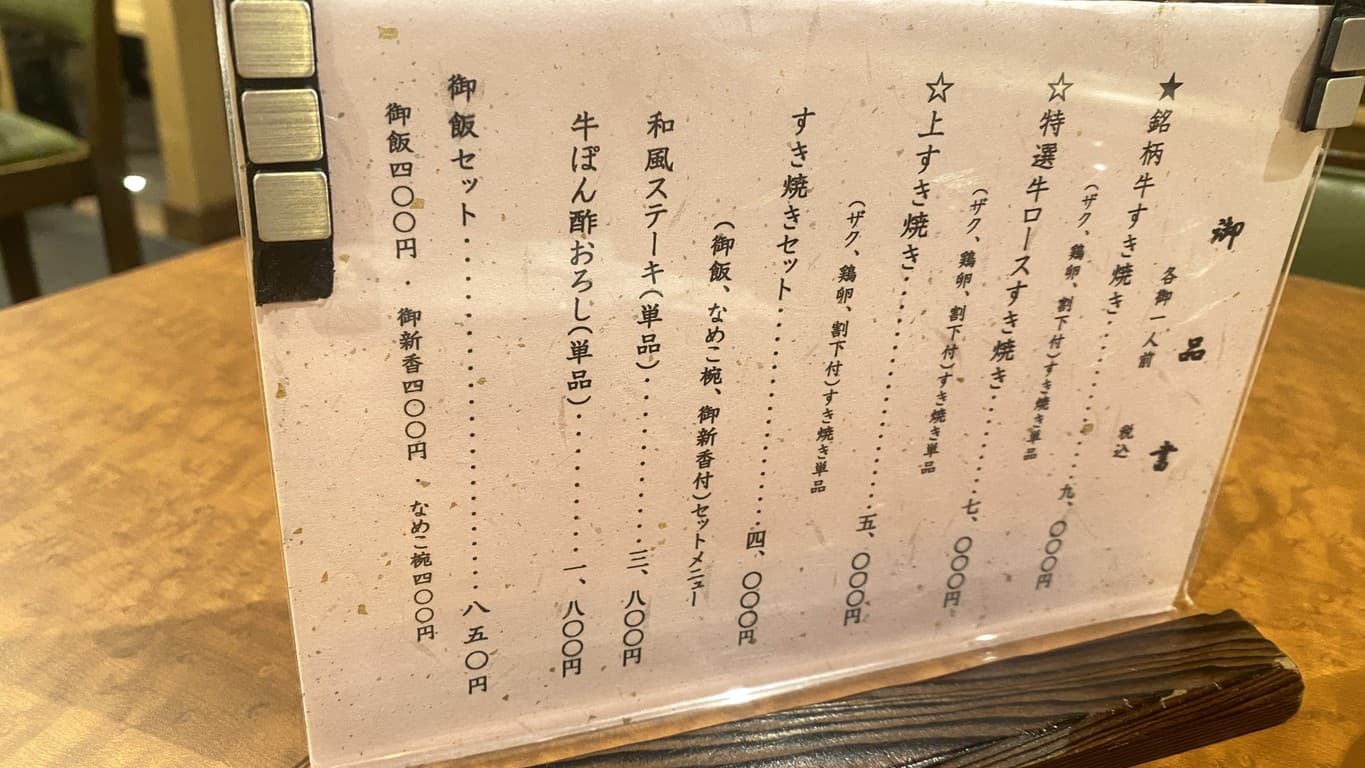 御品書
各御一人前 税込
★銘柄牛すき焼き……………九、〇〇〇円
(ザク、鶏卵、割下付)すき焼き単品
☆特選牛ロースすき焼き……………七、〇〇〇円
(ザク、鶏卵、割下付)すき焼き単品
☆上すき焼き……………五、〇〇〇円
(ザク、鶏卵、割下付)すき焼き単品
すき焼きセット……………四、〇〇〇円
(御飯、なめこ椀、御新香付)セットメニュー
和風ステーキ(単品)……………三、八〇〇円
牛ぽん酢おろし(単品)……………一、八〇〇円
御飯セット……………八五〇円
御飯四〇〇円・御新香四〇〇円・なめこ椀四〇〇円